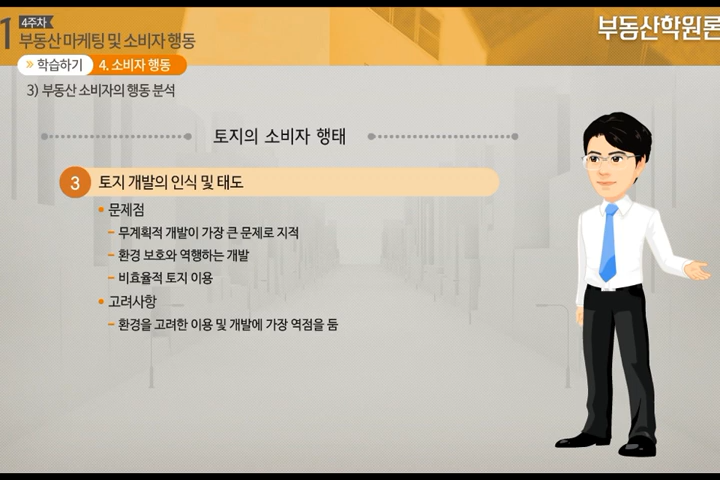 4주차
1 부동산 마케팅 및 소비자 행동
부동산학원론
» 학습하기
4. 소비자 행동
3) 부동산 소비자의 행동 분석
토지의 소비자 행태
3 토지 개발의 인식 및 태도
• 문제점
– 무계획적 개발이 가장 큰 문제로 지적
– 환경 보호와 역행하는 개발
– 비효율적 토지 이용
• 고려사항
– 환경을 고려한 이용 및 개발에 가장 역점을 둠